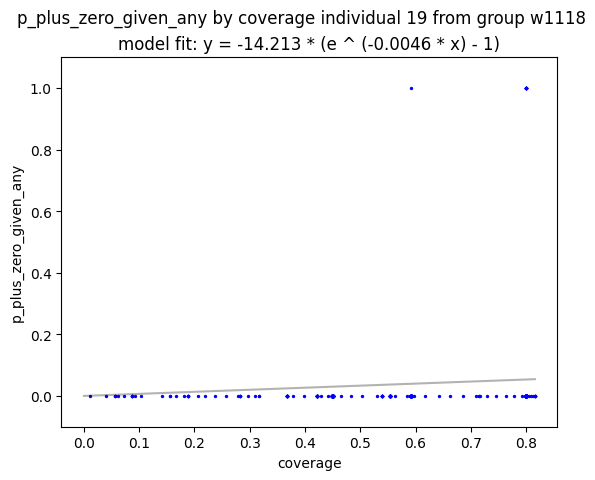 p_plus_zero_given_any by coverage individual 19 from group w1118
model fit: y = -14.213 * (e ^ (-0.0046 * x) - 1)
1.0
0.8
0.6
0.4
0.2
0.0
p_plus_zero_given_any
0.0 0.1 0.2 0.3 0.4 0.5 0.6 0.7 0.8
coverage